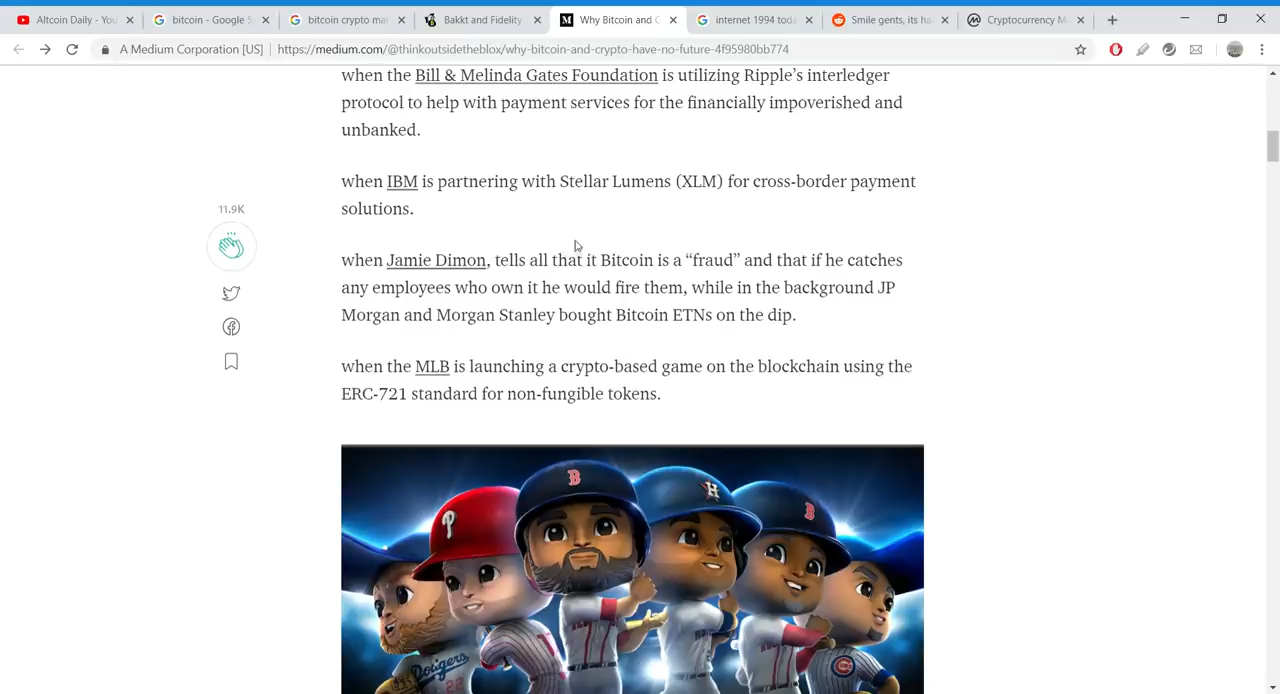 Altcoin Daily - You
bitcoin - Google S
bitcoin crypto mar
Bakkt and Fidelity
Why Bitcoin and C
internet 1994 toda
Smile gents, its ha
Cryptocurrency M
A Medium Corporation [US] | https://medium.com/@thinkoutsidetheblox/why-bitcoin-and-crypto-have-no-future-4f95980bb774
when the Bill & Melinda Gates Foundation is utilizing Ripple's interledger
protocol to help with payment services for the financially impoverished and
unbanked.
when IBM is partnering with Stellar Lumens (XLM) for cross-border payment
solutions.
11.9K
when Jamie Dimon, tells all that it Bitcoin is a “fraud” and that if he catches
any employees who own it he would fire them, while in the background JP
Morgan and Morgan Stanley bought Bitcoin ETNs on the dip.
when the MLB is launching a crypto-based game on the blockchain using the
ERC-721 standard for non-fungible tokens.
P
B
H
B
Dodgers
22